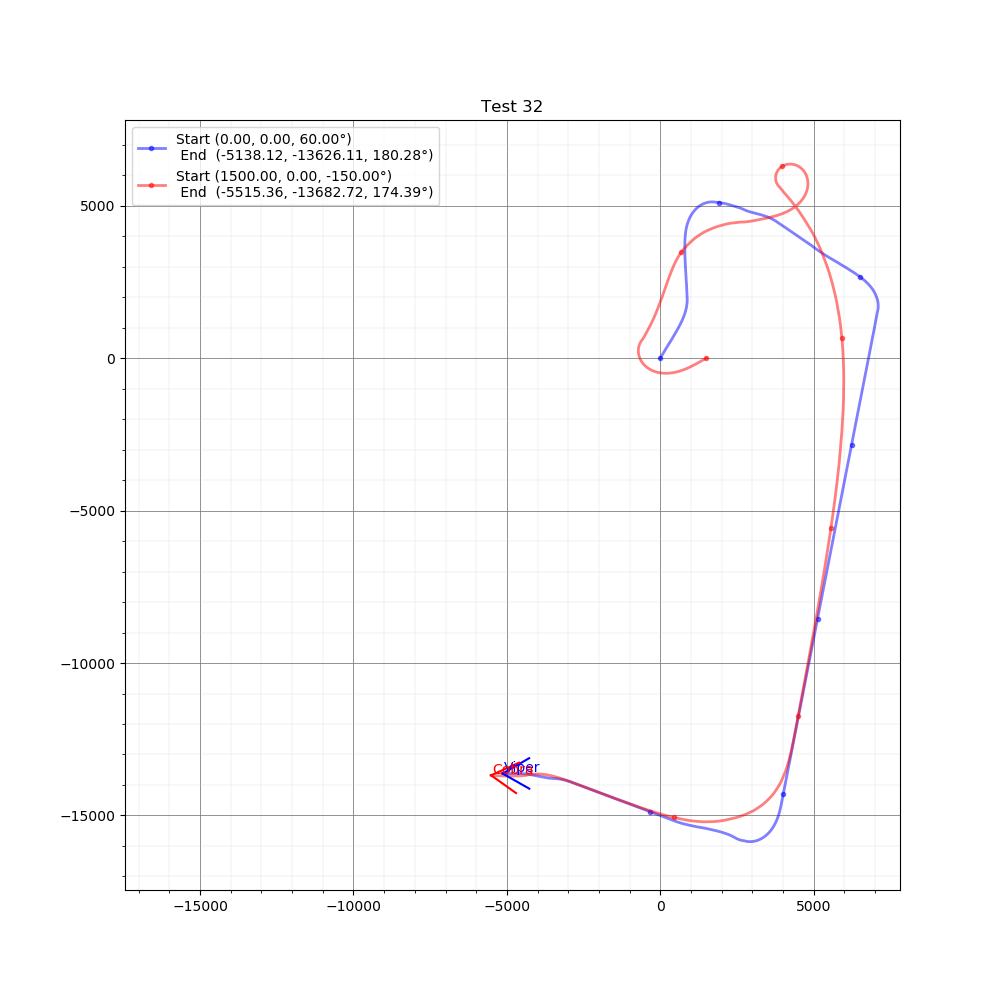 Test 32
Start (0.00, 0.00, 60.00°)
End (-5138.12, -13626.11, 180.28°)
Start (1500.00, 0.00, -150.00°)
End (-5515.36, -13682.72, 174.39°)
5000
0
−5000
−10000
−15000
Viper
−15000
−10000
−5000
0
5000